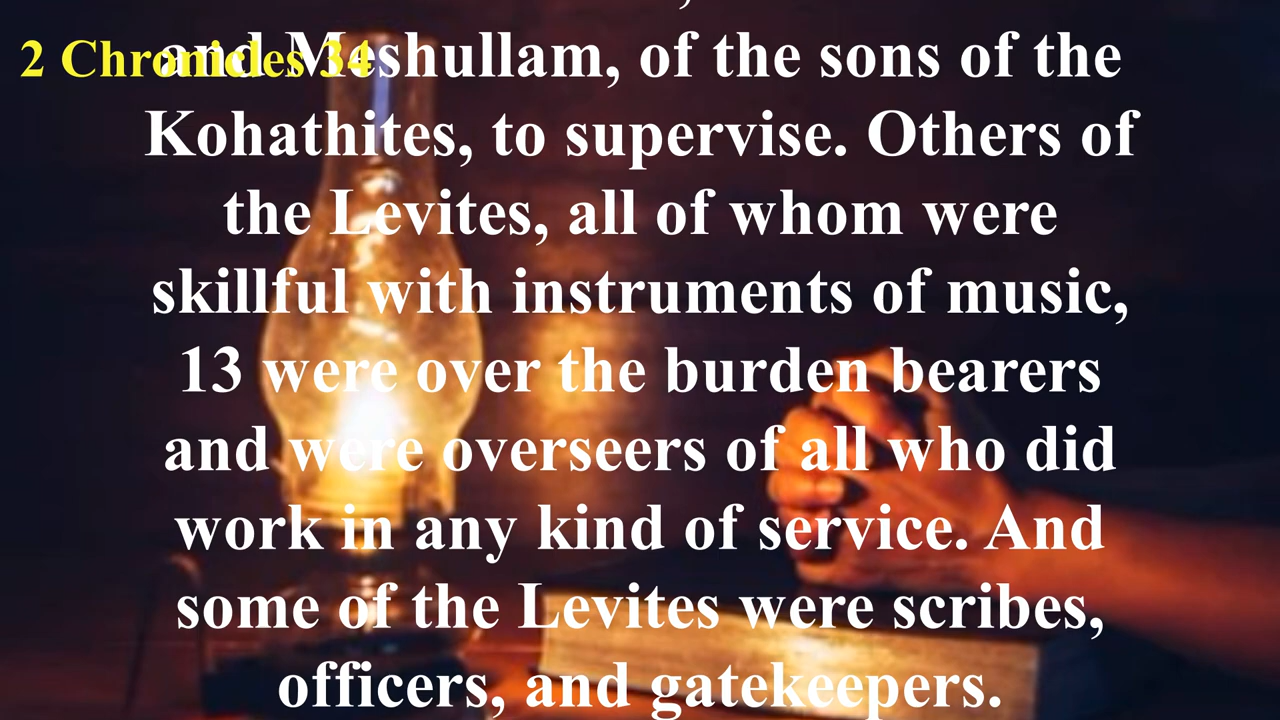 2 Chronicles 34
and Meshullam, of the sons of the
Kohathites, to supervise. Others of
the Levites, all of whom were
skillful with instruments of music,
13 were over the burden bearers
and were overseers of all who did
work in any kind of service. And
some of the Levites were scribes,
officers, and gatekeepers.